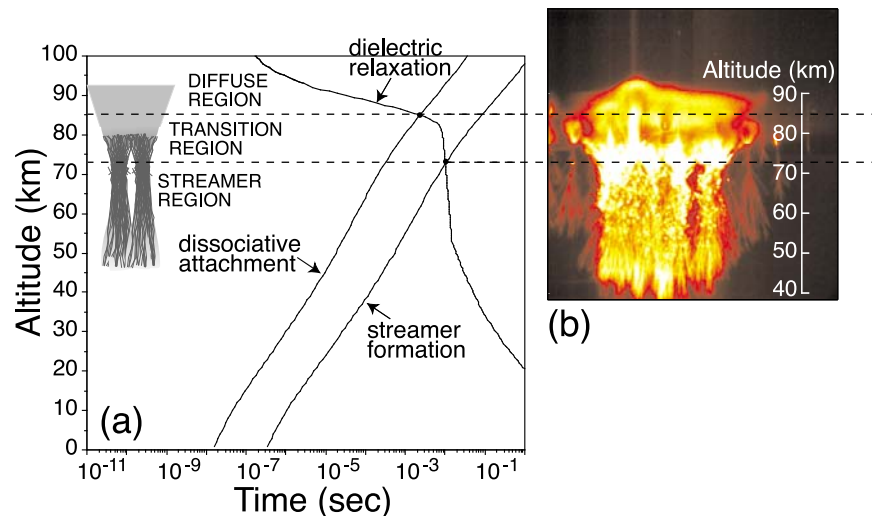 100
90
80
70
60
50
40
30
20
10
0
Altitude (km)
DIFFUSE
REGION
TRANSITION
REGION
STREAMER
REGION
dielectric
relaxation
dissociative
attachment
streamer
formation
(a)
10⁻¹¹ 10⁻⁹ 10⁻⁷ 10⁻⁵ 10⁻³ 10⁻¹
Time (sec)
Altitude (km)
90
80
70
60
50
40
(b)